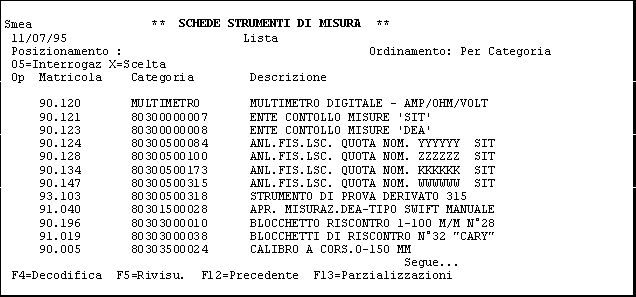 Smea ** SCHEDE STRUMENTI DI MISURA **
11/07/95 Lista
Posizionamento : Ordinamento: Per Categoria
05=Interrogaz X=Scelta
Op Matricola Categoria Descrizione
90.120 MULTIMETRO MULTIMETRO DIGITALE - AMP/OHM/VOLT
90.121 80300000007 ENTE CONTOLLO MISURE 'SIT'
90.123 80300000008 ENTE CONTOLLO MISURE 'DEA'
90.124 80300500084 ANL.FIS.LSC. QUOTA NOM. YYYYYY SIT
90.128 80300500100 ANL.FIS.LSC. QUOTA NOM. ZZZZZZ SIT
90.134 80300500173 ANL.FIS.LSC. QUOTA NOM. KKKKKK SIT
90.147 80300500315 ANL.FIS.LSC. QUOTA NOM. WWWWWW SIT
93.103 80300500318 STRUMENTO DI PROVA DERIVATO 315
91.040 80301500028 APR. MISURAZ.DEA-TIPO SWIFT MANUALE
90.196 80303000010 BLOCCHETTO RISCONTRO 1-100 M/M N°28
91.019 80303000038 BLOCCHETTI DI RISCONTRO N°32 "CARY"
90.005 80303500024 CALIBRO A CORS.0-150 MM
Segue...
F4=Decodifica F5=Rivisu. F12=Precedente F13=Parzializzazioni